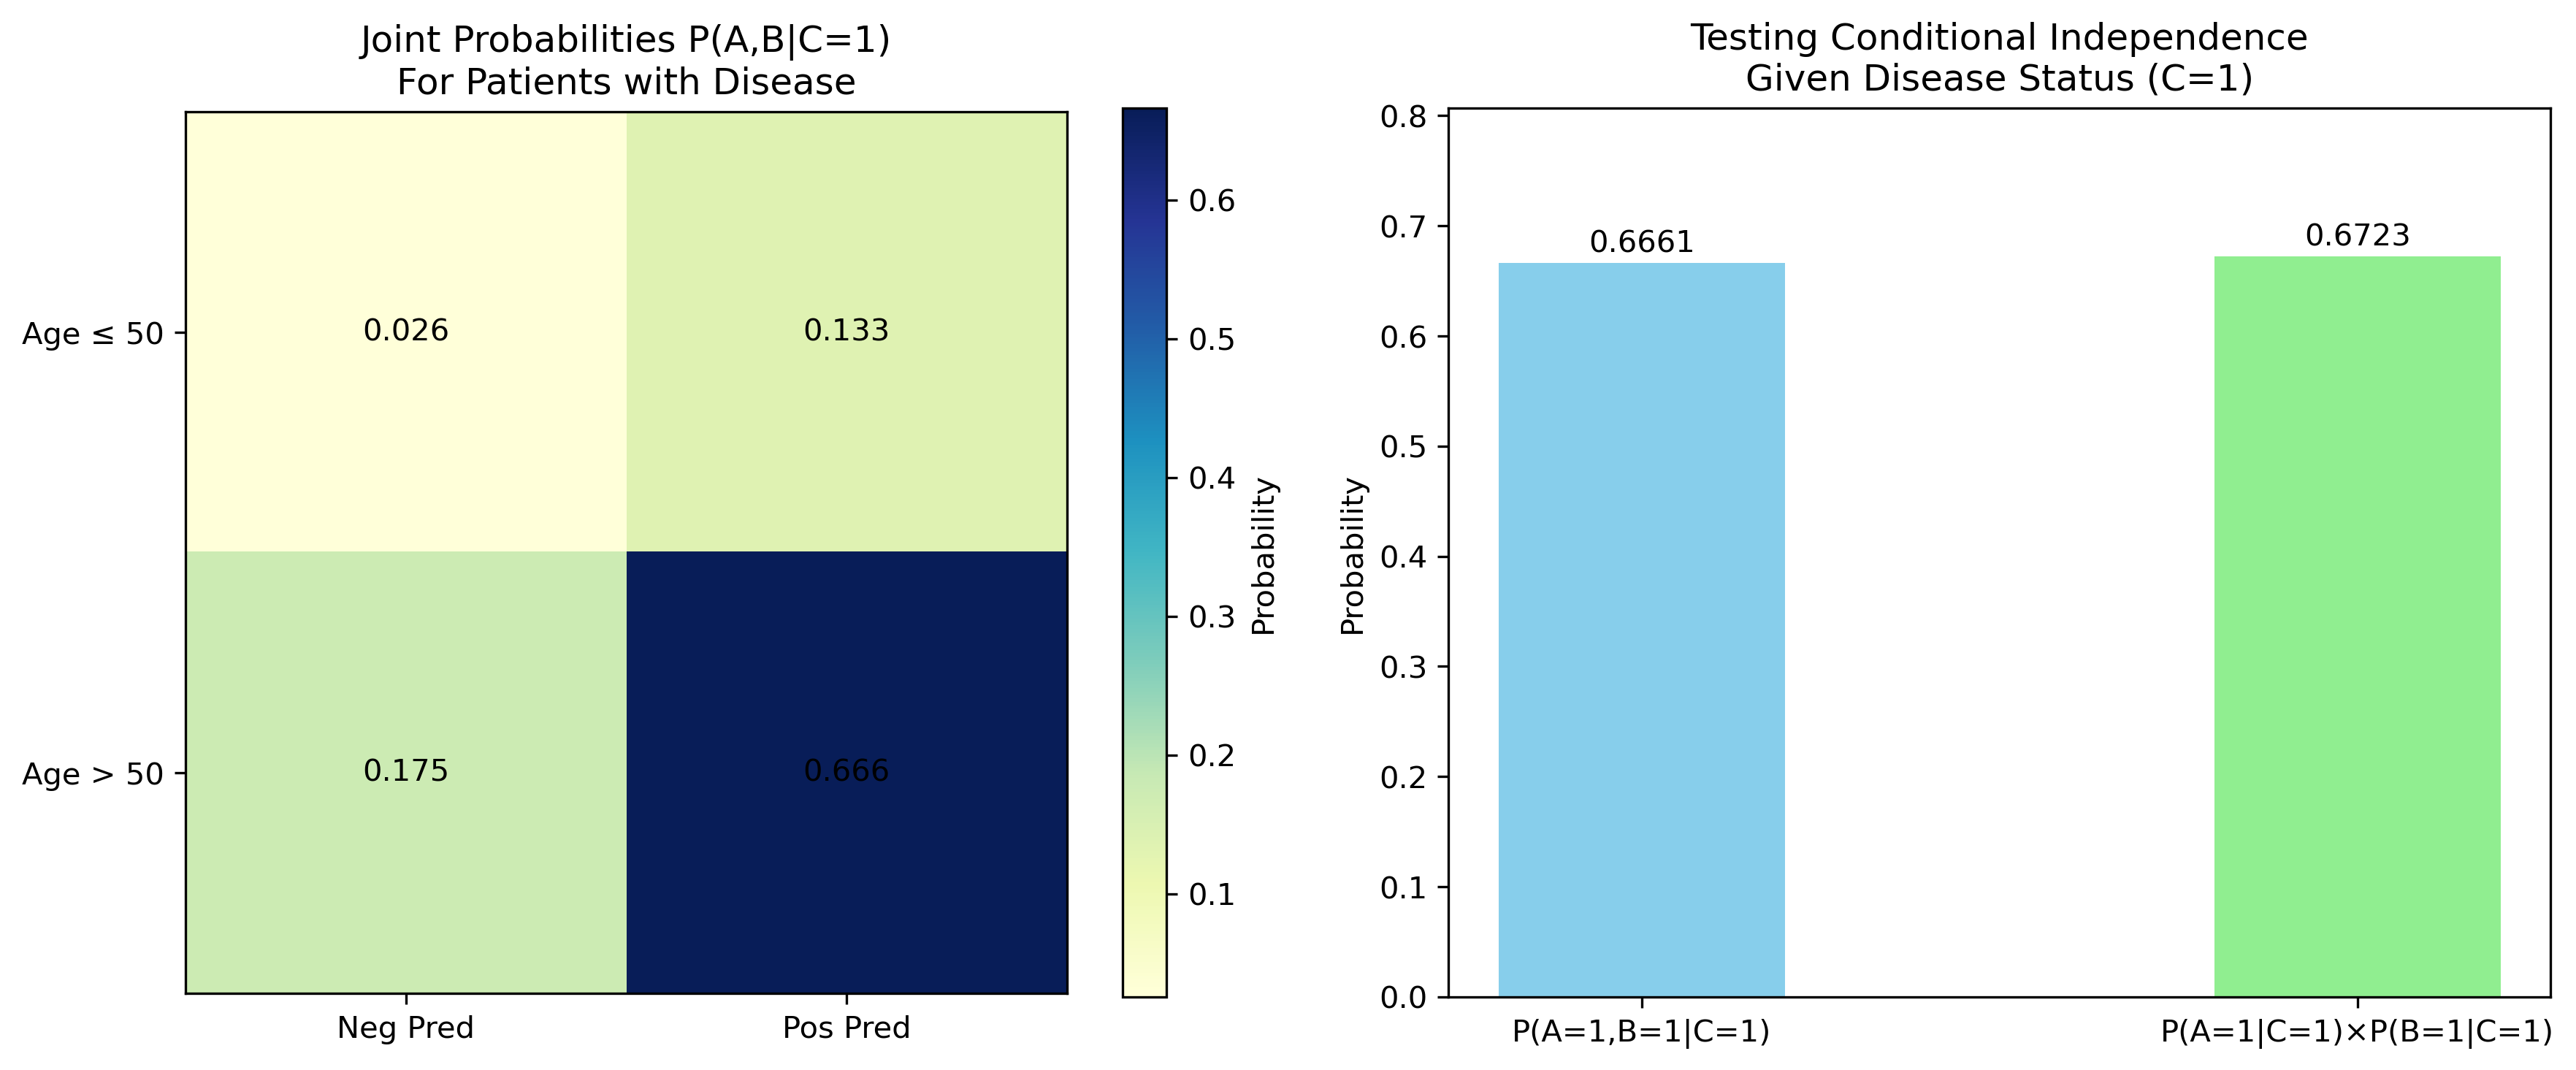 Joint Probabilities P(A,B|C=1)
For Patients with Disease
Age ≤ 50
Age > 50
0.026
0.133
0.175
0.666
Neg Pred
Pos Pred
0.6
0.5
0.4
0.3
0.2
0.1
Probability
Testing Conditional Independence
Given Disease Status (C=1)
Probability
0.8
0.7
0.6
0.5
0.4
0.3
0.2
0.1
0.0
0.6661
0.6723
P(A=1,B=1|C=1)
P(A=1|C=1)×P(B=1|C=1)